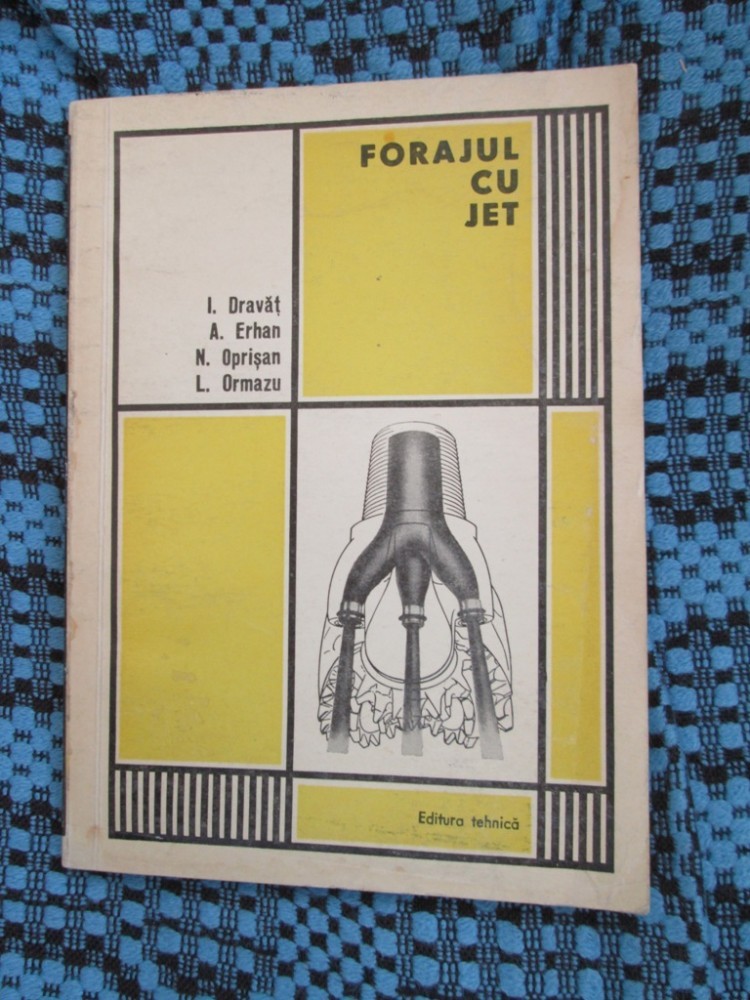 FORAJUL
CU
JET
I. Dravăț
A. Erhan
N. Oprișan
L. Ormazu
Editura tehnică